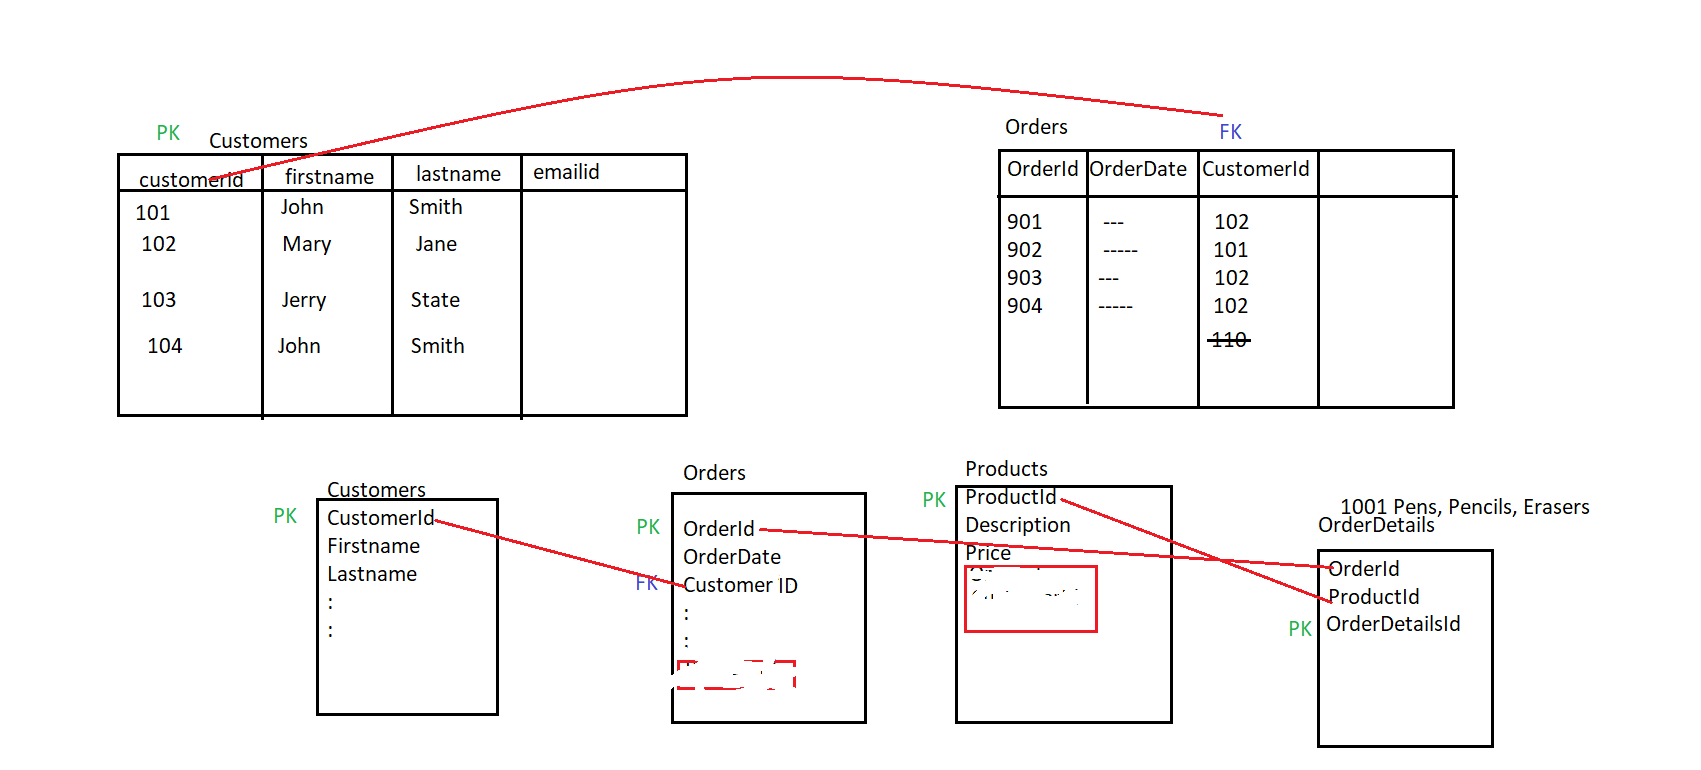 PK
Customers
customerId firstname lastname emailid
101 John Smith
102 Mary Jane
103 Jerry State
104 John Smith
Orders
FK
OrderId OrderDate CustomerId
901 --- 102
902 ----- 101
903 --- 102
904 ----- 102
110
Customers
PK CustomerId
Firstname
Lastname
:
:
Orders
PK OrderId
OrderDate
FK Customer ID
:
:
Products
PK ProductId
Description
Price
1001 Pens, Pencils, Erasers
OrderDetails
OrderId
ProductId
PK OrderDetailsId